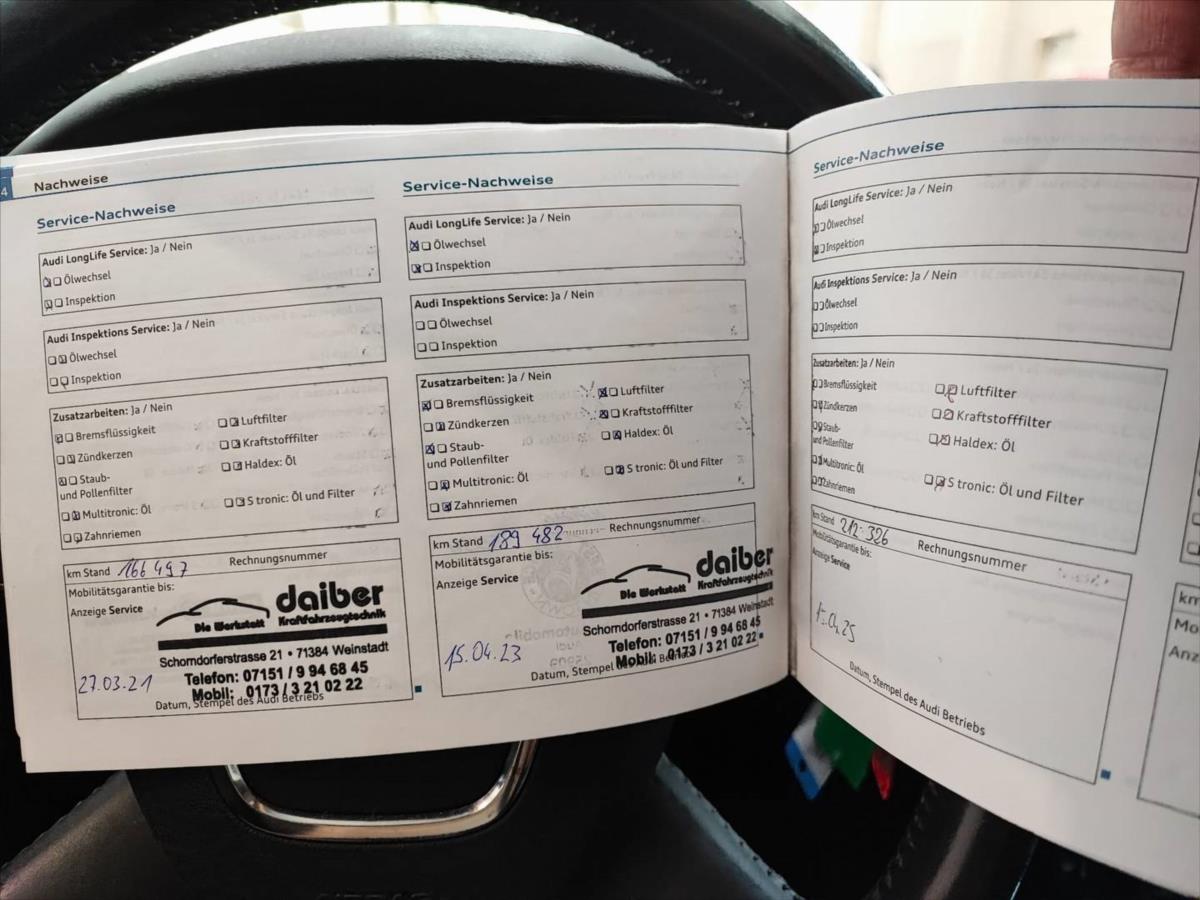 4 Nachweise
Service-Nachweise
Audi LongLife Service: Ja / Nein
Ölwechsel
Inspektion
Audi Inspektions Service: Ja / Nein
Ölwechsel
Inspektion
Zusatzarbeiten: Ja / Nein
Bremsflüssigkeit
Zündkerzen
Staub-
und Pollenfilter
Multitronic: Öl
Zahnriemen
Luftfilter
Kraftstofffilter
Haldex: Öl
S tronic: Öl und Filter
km Stand 166 497 Rechnungsnummer
Mobilitätsgarantie bis:
Anzeige Service
daiber
Die Werkstatt Kraftfahrzeugtechnik
Schorndorferstrasse 21 • 71384 Weinstadt
Telefon: 07151 / 9 94 68 45
Mobil: 0173 / 3 21 02 22
27.03.21
Datum, Stempel des Audi Betriebs
Service-Nachweise
Audi LongLife Service: Ja / Nein
Ölwechsel
Inspektion
Audi Inspektions Service: Ja / Nein
Ölwechsel
Inspektion
Zusatzarbeiten: Ja / Nein
Bremsflüssigkeit
Zündkerzen
Staub-
und Pollenfilter
Multitronic: Öl
Zahnriemen
Luftfilter
Kraftstofffilter
Haldex: Öl
S tronic: Öl und Filter
km Stand 189 482 Rechnungsnummer
Mobilitätsgarantie bis:
Anzeige Service
daiber
Die Werkstatt Kraftfahrzeugtechnik
Schorndorferstrasse 21 • 71384 Weinstadt
Telefon: 07151 / 9 94 68 45
Mobil: 0173 / 3 21 02 22
15.04.23
Datum, Stempel des Audi Betriebs
Service-Nachweise
Audi LongLife Service: Ja / Nein
Ölwechsel
Inspektion
Audi Inspektions Service: Ja / Nein
Ölwechsel
Inspektion
Zusatzarbeiten: Ja / Nein
Bremsflüssigkeit
Zündkerzen
Staub-
und Pollenfilter
Multitronic: Öl
Zahnriemen
Luftfilter
Kraftstofffilter
Haldex: Öl
S tronic: Öl und Filter
km Stand 212 326 Rechnungsnummer
Mobilitätsgarantie bis:
Anzeige Service
Datum, Stempel des Audi Betriebs
km
Mo
Anz